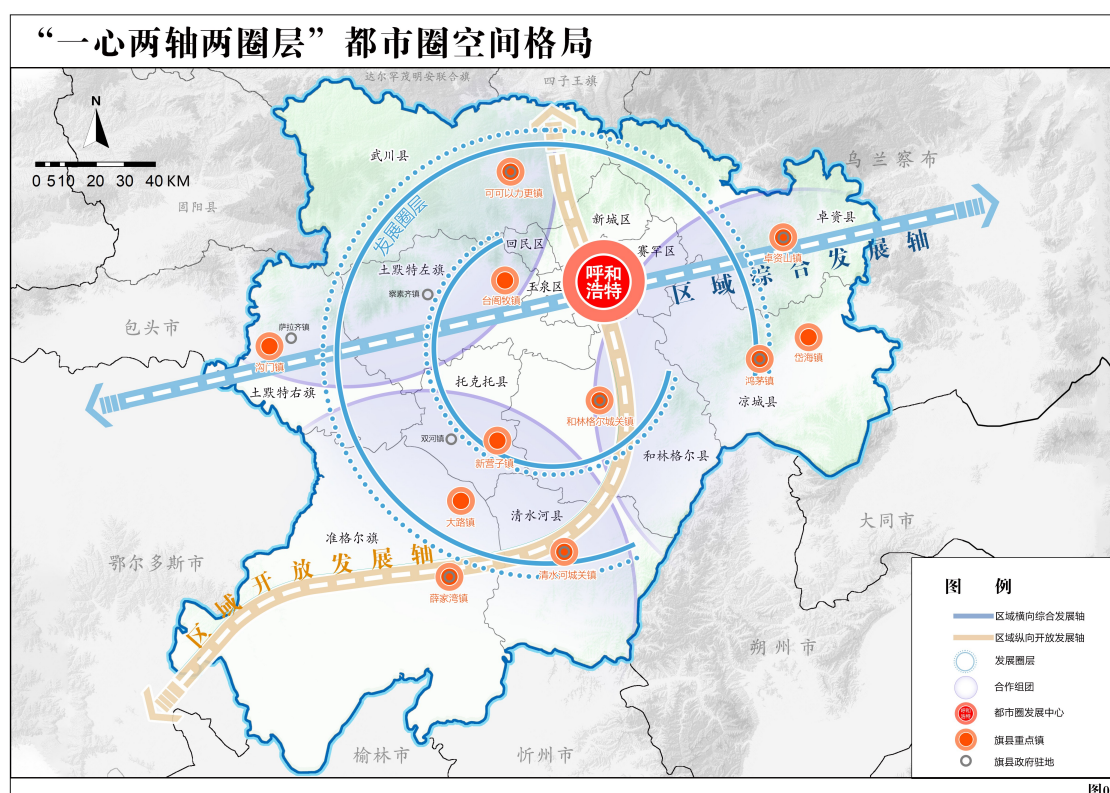 “一心两轴两圈层”都市圈空间格局
达尔罕茂明安联合旗
四子王旗
N
0 5 10 20 30 40 KM
武川县
乌兰察布
固阳县
可可以力更镇
发展圈层
新城区
卓资县
回民区
赛罕区
卓资山镇
土默特左旗
察素齐镇
台阁牧镇
玉泉区
呼和
浩特
区域综合发展轴
包头市
萨拉齐镇
沟门镇
岱海镇
鸿茅镇
土默特右旗
托克托县
凉城县
和林格尔城关镇
双河镇
新营子镇
和林格尔县
大路镇
清水河县
大同市
准格尔旗
鄂尔多斯市
区域开放发展轴
清水河城关镇
薛家湾镇
朔州市
榆林市
忻州市
图 例
区域横向综合发展轴
区域纵向开放发展轴
发展圈层
合作组团
呼和
浩特
都市圈发展中心
旗县重点镇
旗县政府驻地
图0